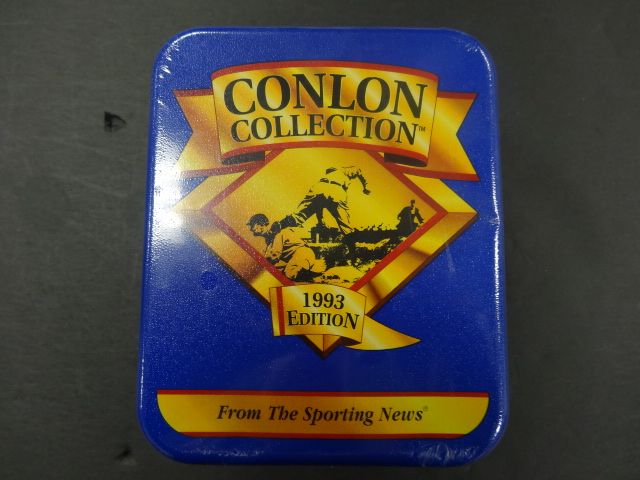 CONLON
COLLECTION™
1993
EDITION
From The Sporting News®